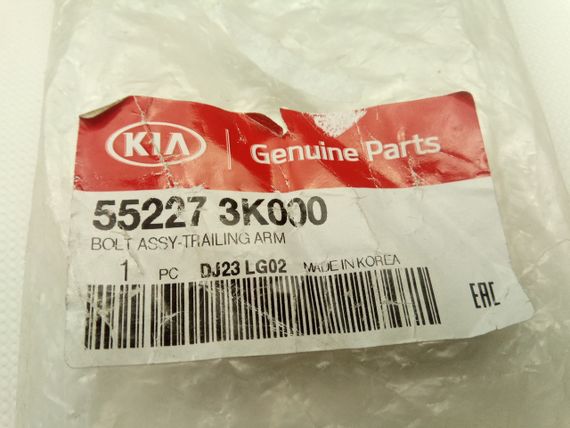 KIA Genuine Parts
55227 3K000
BOLT ASSY-TRAILING ARM
1 PC DJ23 LG02 MADE IN KOREA
EAC